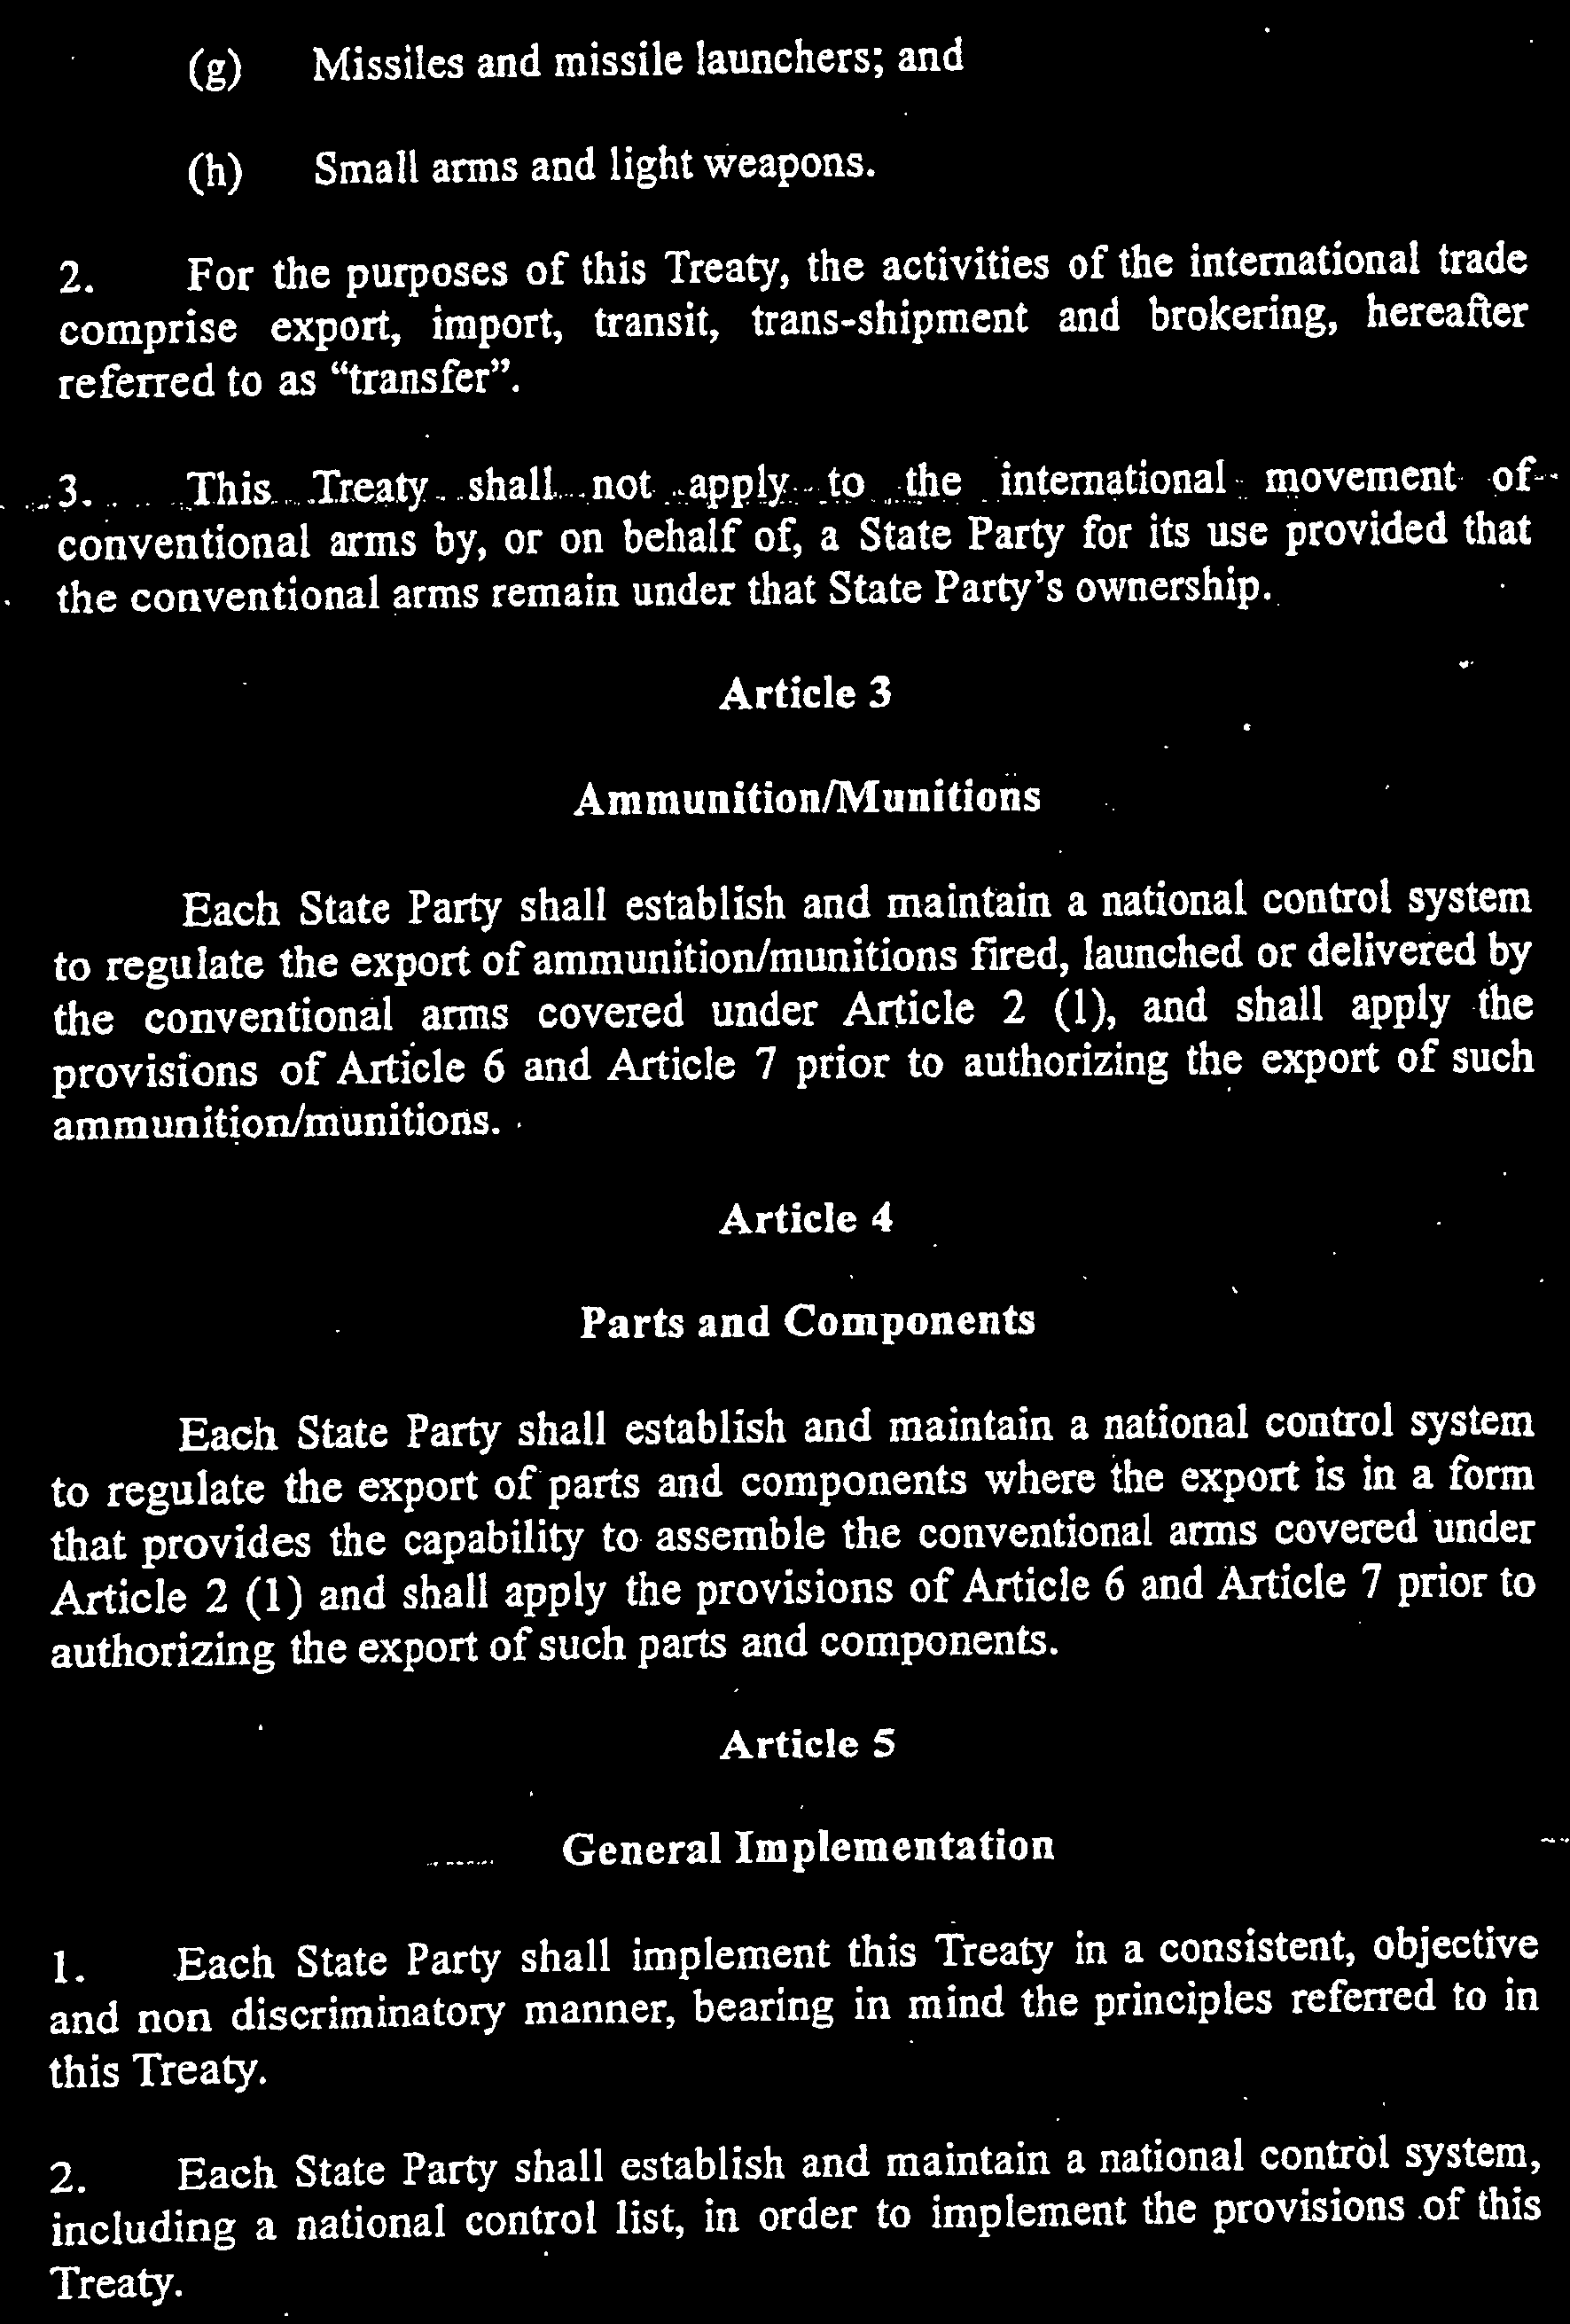 (g) Missiles and missile launchers; and
(h) Small arms and light weapons.
2. For the purposes of this Treaty, the activities of the international trade
comprise export, import, transit, trans-shipment and brokering, hereafter
referred to as “transfer”.
3. This Treaty shall not apply to the international movement of
conventional arms by, or on behalf of, a State Party for its use provided that
the conventional arms remain under that State Party’s ownership.
Article 3
Ammunition/Munitions
Each State Party shall establish and maintain a national control system
to regulate the export of ammunition/munitions fired, launched or delivered by
the conventional arms covered under Article 2 (1), and shall apply the
provisions of Article 6 and Article 7 prior to authorizing the export of such
ammunition/munitions.
Article 4
Parts and Components
Each State Party shall establish and maintain a national control system
to regulate the export of parts and components where the export is in a form
that provides the capability to assemble the conventional arms covered under
Article 2 (1) and shall apply the provisions of Article 6 and Article 7 prior to
authorizing the export of such parts and components.
Article 5
General Implementation
1. Each State Party shall implement this Treaty in a consistent, objective
and non discriminatory manner, bearing in mind the principles referred to in
this Treaty.
2. Each State Party shall establish and maintain a national control system,
including a national control list, in order to implement the provisions of this
Treaty.